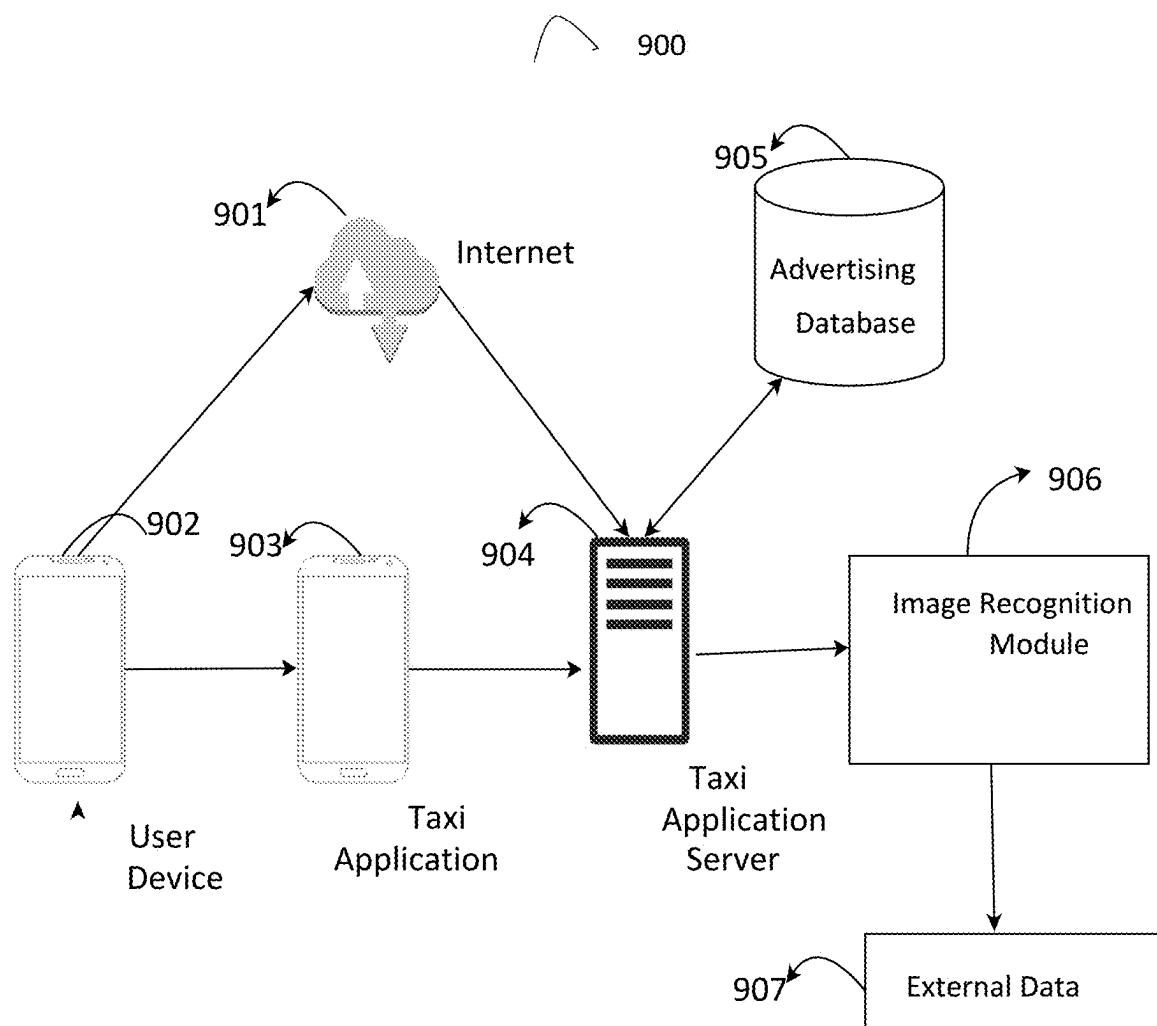 900
905
901
Internet
Advertising
Database
906
902
903
904
Image Recognition
Module
User
Device
Taxi
Application
Taxi
Application
Server
907
External Data